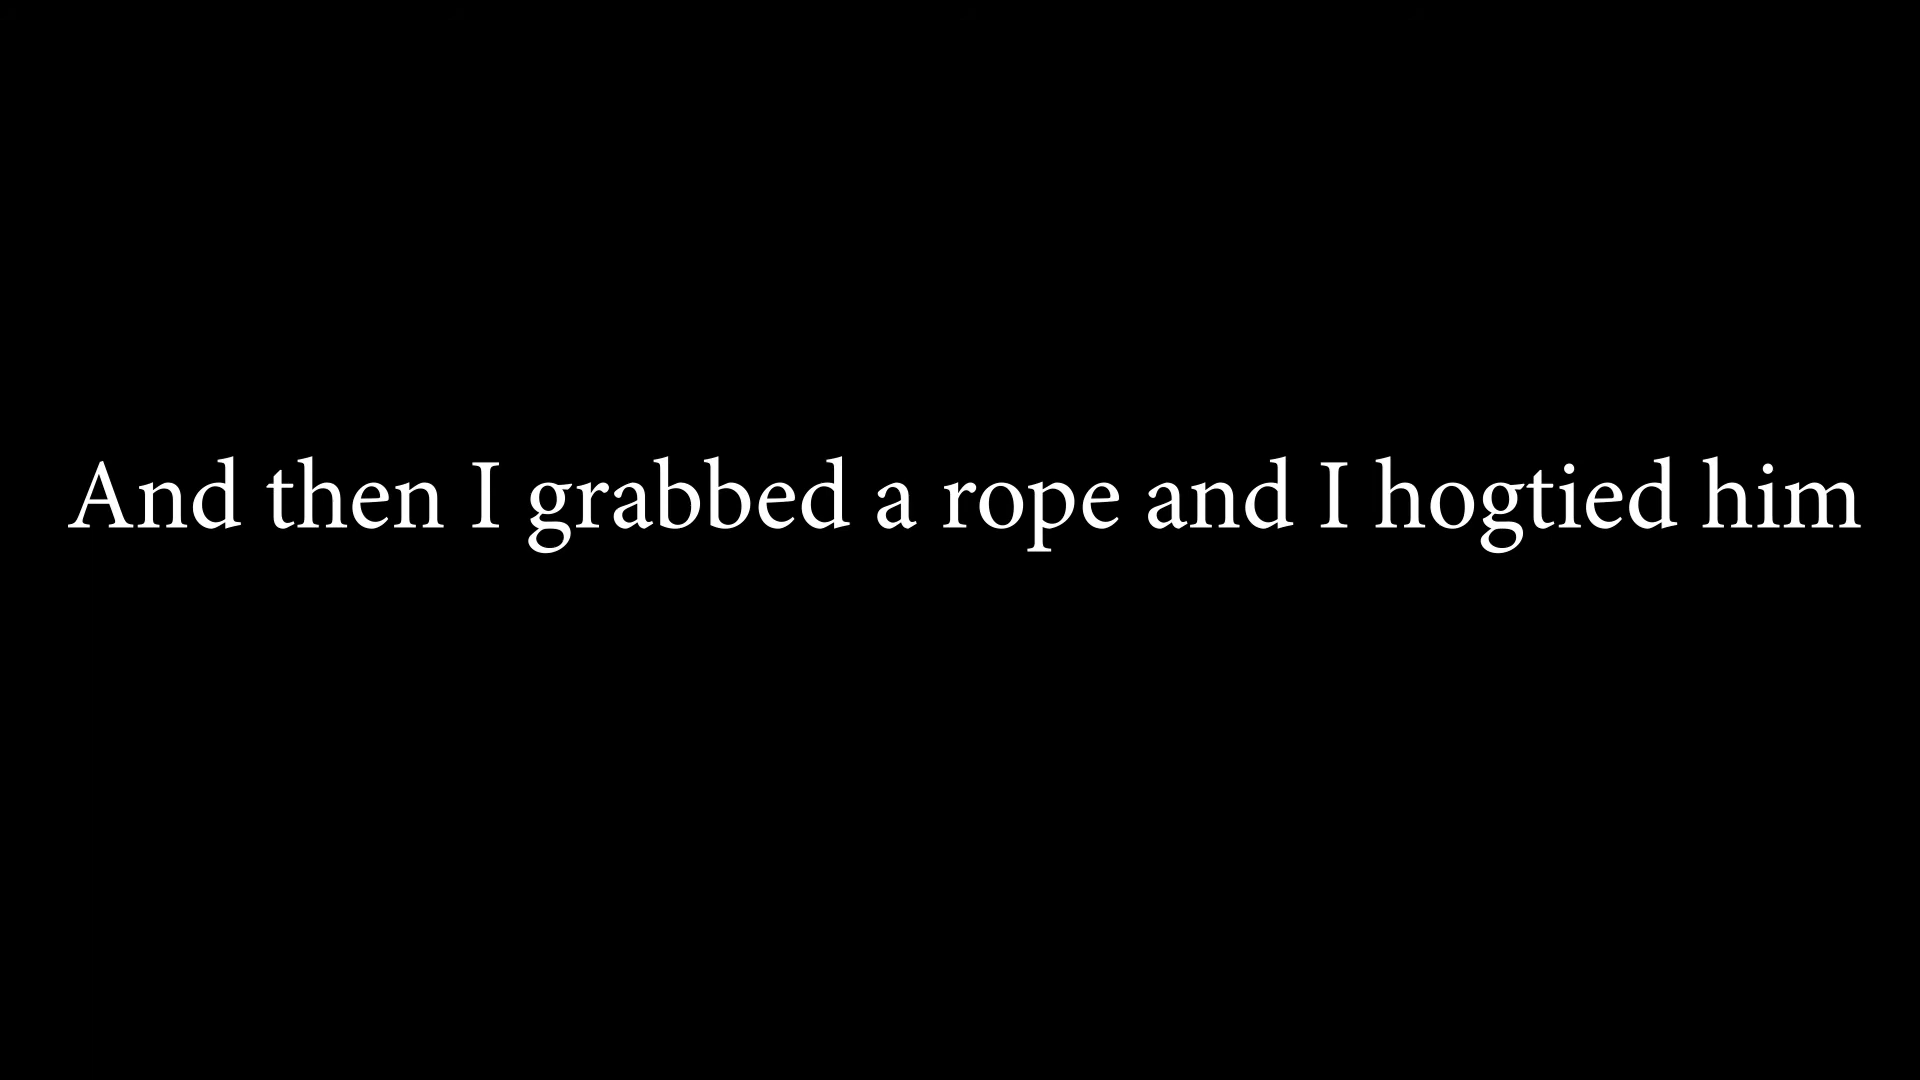 And then I grabbed a rope and I hogtied him